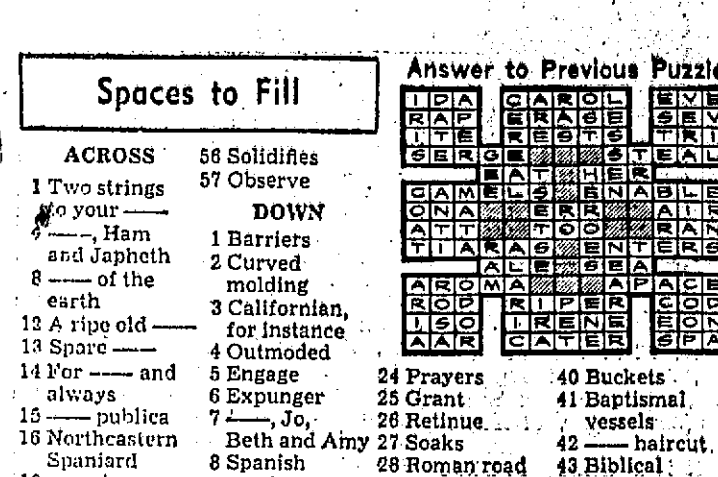 Spaces to Fill
ACROSS
1 Two strings
to your ——
——, Ham
and Japheth
8 —— of the
earth
12 A ripe old ——
13 Spare ——
14 For —— and
always
15 —— publica
16 Northeastern
Spaniard
56 Solidifies
57 Observe
DOWN
1 Barriers
2 Curved
molding
3 Californian,
for instance
4 Outmoded
5 Engage
6 Expunger
7 ——, Jo,
Beth and Amy
8 Spanish
Answer to Previous Puzzle
IDA CAROL EVE
RAP ERASE SEV
ITE RESTS TRI
SERGE STEAL
EAT HER
CAMELS ENABLE
ONA ERR AIR
ATT TOO RAN
TIARAS ENTERS
ALE SEA
AROMA APACE
ROD RIPER COD
ISO IRENE EON
AAR CATER SPA
24 Prayers
25 Grant
26 Retinue
27 Soaks
28 Roman road
40 Buckets
41 Baptismal
vessels
42 —— haircut
43 Biblical